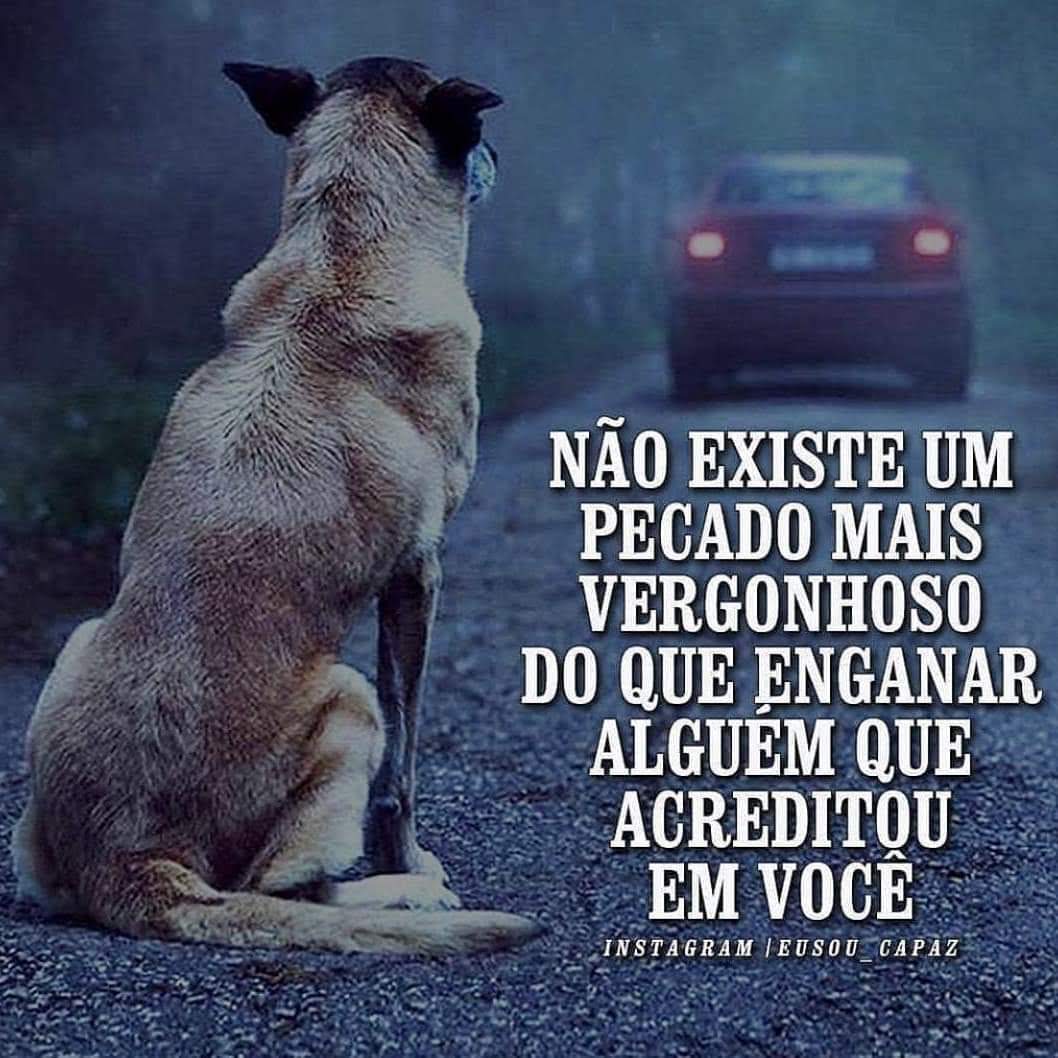 NÃO EXISTE UM
PECADO MAIS
VERGONHOSO
DO QUE ENGANAR
ALGUÉM QUE
ACREDITOU
EM VOCÊ
INSTAGRAM |EUSOU_CAPAZ